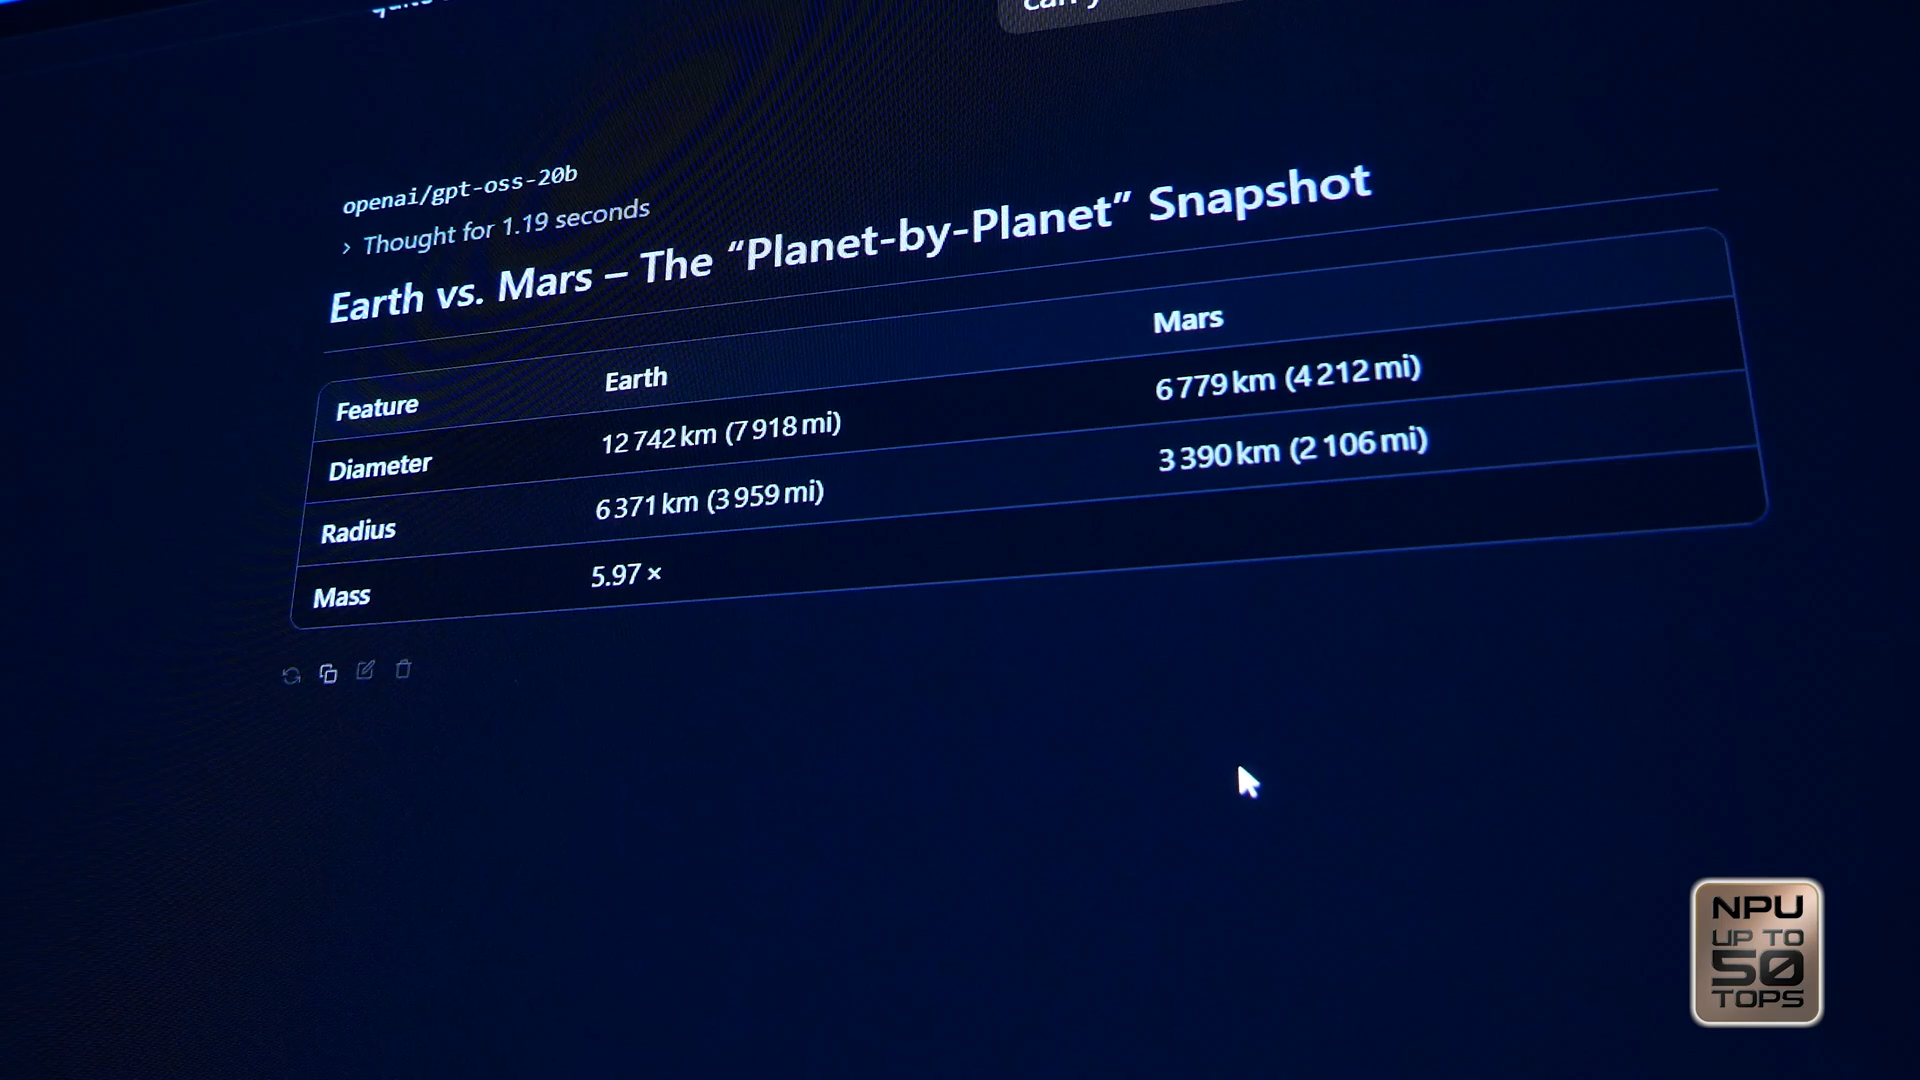 openai/gpt-oss-20b
› Thought for 1.19 seconds
Earth vs. Mars – The “Planet-by-Planet” Snapshot
Feature Earth Mars
Diameter 12 742 km (7 918 mi) 6 779 km (4 212 mi)
Radius 6 371 km (3 959 mi) 3 390 km (2 106 mi)
Mass 5.97 ×
NPU
UP TO
50
TOPS